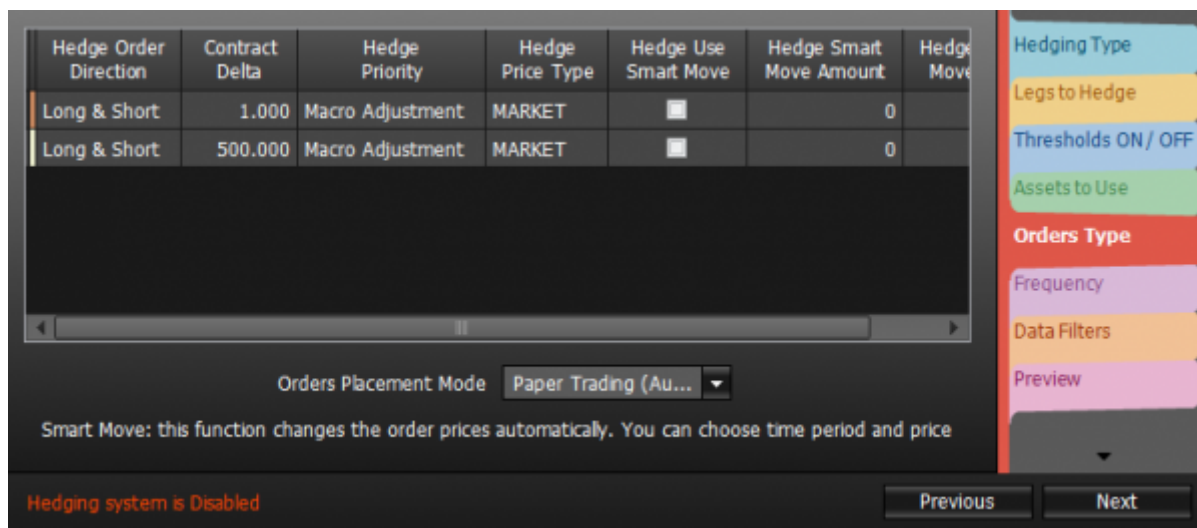 Hedge Order Direction Contract Delta Hedge Priority Hedge Price Type Hedge Use Smart Move Hedge Smart Move Amount Hedge Move
Long & Short 1.000 Macro Adjustment MARKET 0
Long & Short 500.000 Macro Adjustment MARKET 0
Orders Placement Mode Paper Trading (Au...
Smart Move: this function changes the order prices automatically. You can choose time period and price
Hedging system is Disabled
Previous Next
Hedging Type
Legs to Hedge
Thresholds ON / OFF
Assets to Use
Orders Type
Frequency
Data Filters
Preview